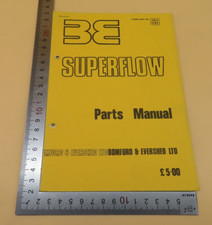 BE
SUPERFLOW
Parts Manual
BOMFORD & EVERSHED LTD
£5·00